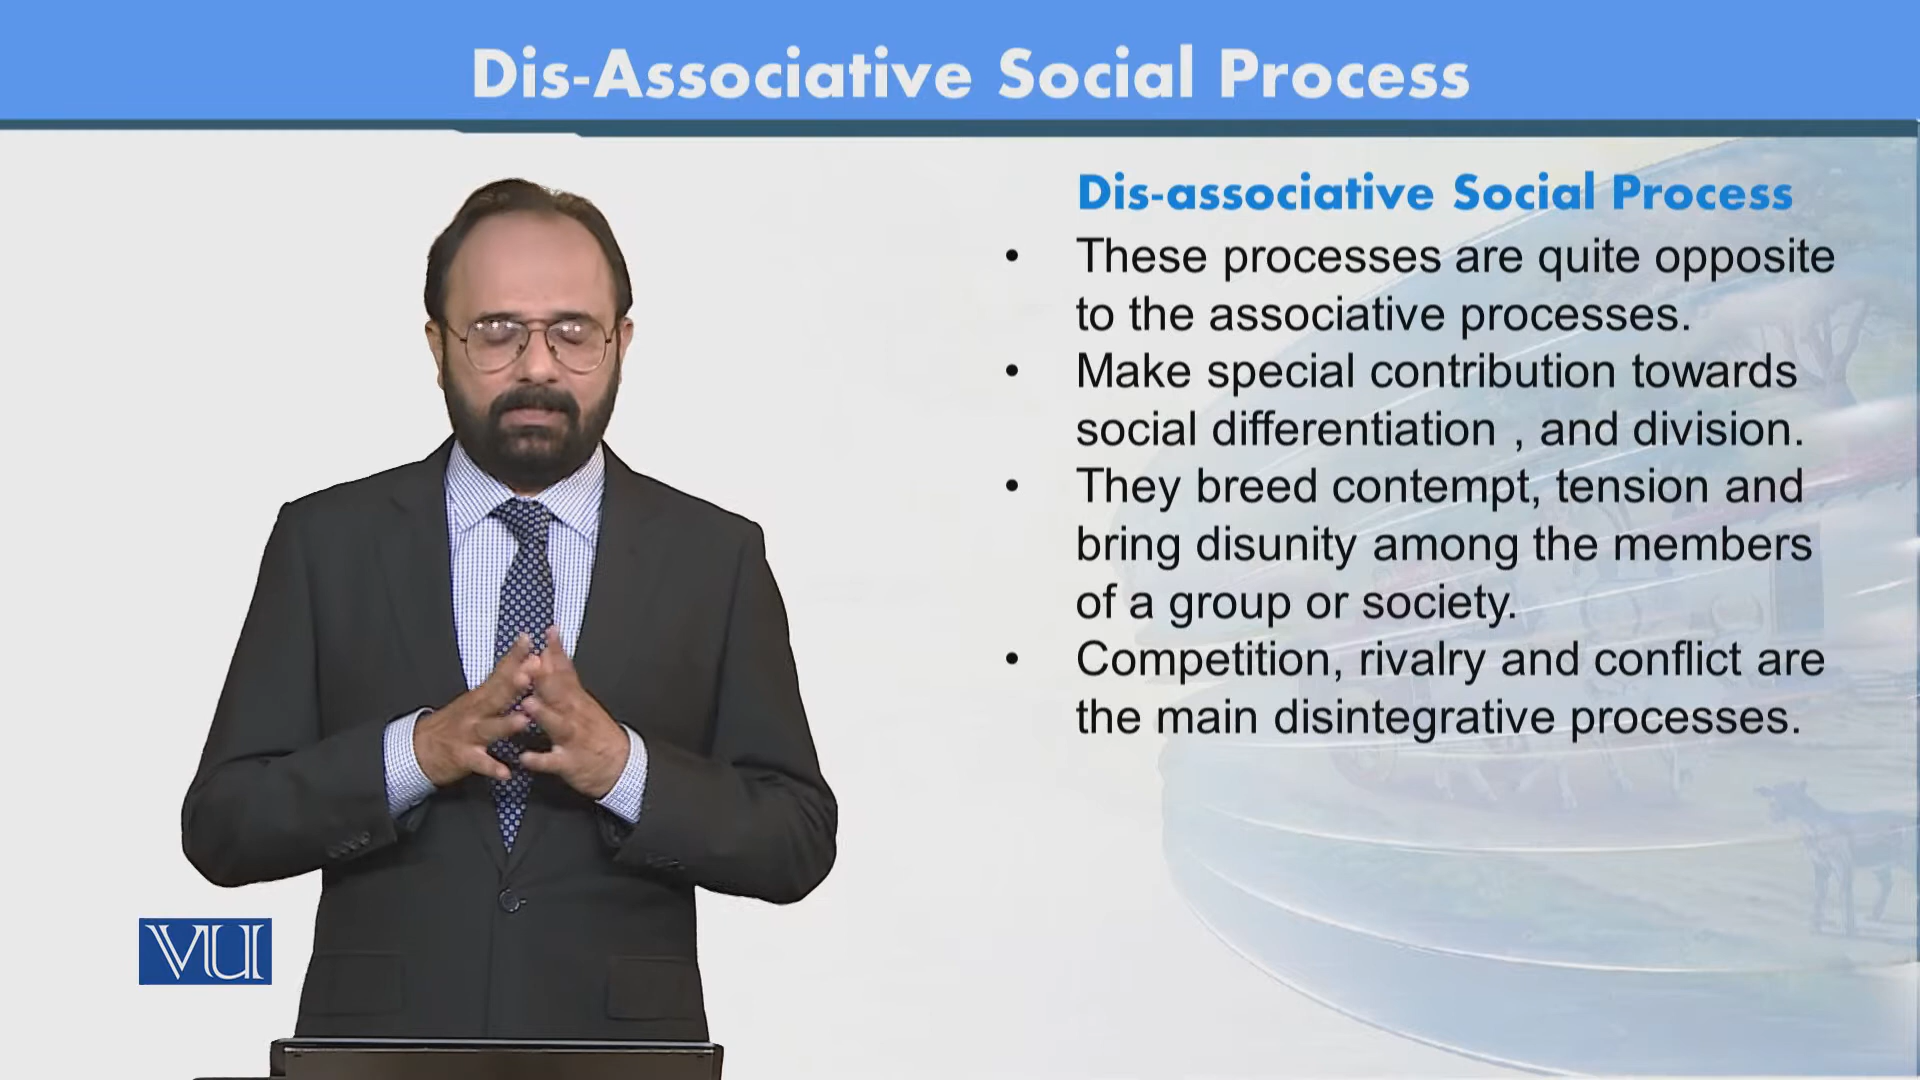 Dis-Associative Social Process
Dis-associative Social Process
• These processes are quite opposite
to the associative processes.
• Make special contribution towards
social differentiation , and division.
• They breed contempt, tension and
bring disunity among the members
of a group or society.
• Competition, rivalry and conflict are
the main disintegrative processes.
VU